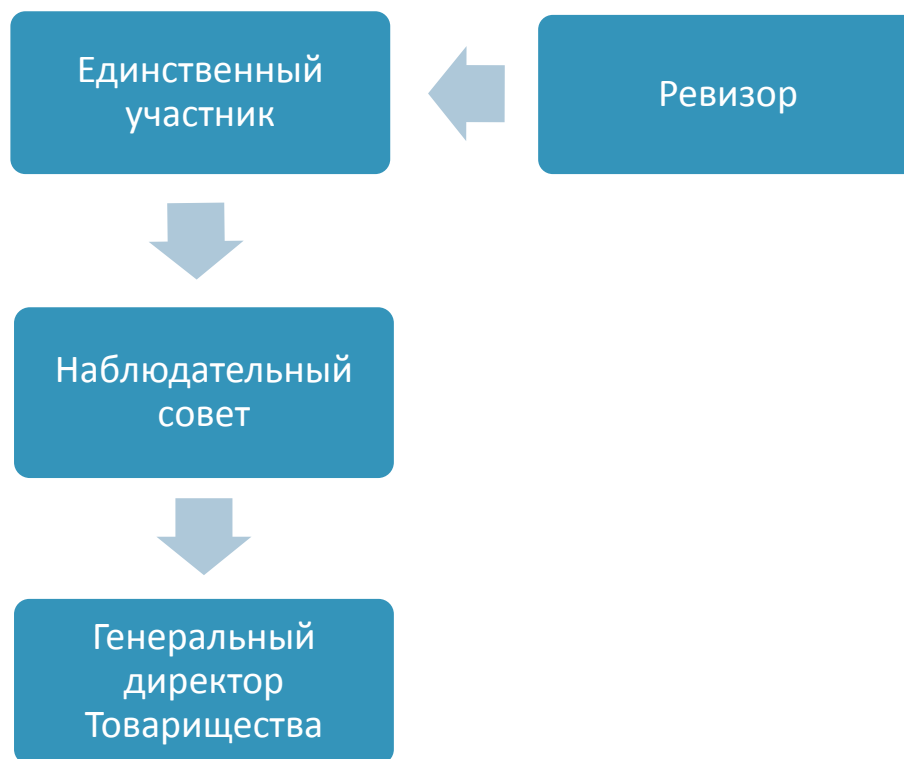 Единственный
участник
Ревизор
Наблюдательный
совет
Генеральный
директор
Товарищества